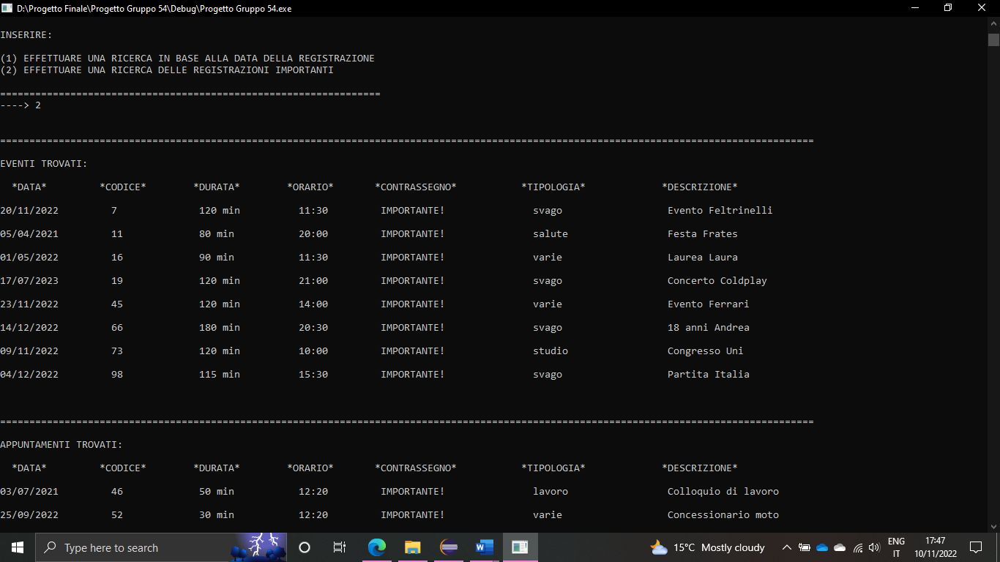 D:\Progetto Finale\Progetto Gruppo 54\Debug\Progetto Gruppo 54.exe
INSERIRE:
(1) EFFETTUARE UNA RICERCA IN BASE ALLA DATA DELLA REGISTRAZIONE
(2) EFFETTUARE UNA RICERCA DELLE REGISTRAZIONI IMPORTANTI
=================================================================
----> 2
===========================================================================================================================================
EVENTI TROVATI:
*DATA* *CODICE* *DURATA* *ORARIO* *CONTRASSEGNO* *TIPOLOGIA* *DESCRIZIONE*
20/11/2022 7 120 min 11:30 IMPORTANTE! svago Evento Feltrinelli
05/04/2021 11 80 min 20:00 IMPORTANTE! salute Festa Frates
01/05/2022 16 90 min 11:30 IMPORTANTE! varie Laurea Laura
17/07/2023 19 120 min 21:00 IMPORTANTE! svago Concerto Coldplay
23/11/2022 45 120 min 14:00 IMPORTANTE! varie Evento Ferrari
14/12/2022 66 180 min 20:30 IMPORTANTE! svago 18 anni Andrea
09/11/2022 73 120 min 10:00 IMPORTANTE! studio Congresso Uni
04/12/2022 98 115 min 15:30 IMPORTANTE! svago Partita Italia
===========================================================================================================================================
APPUNTAMENTI TROVATI:
*DATA* *CODICE* *DURATA* *ORARIO* *CONTRASSEGNO* *TIPOLOGIA* *DESCRIZIONE*
03/07/2021 46 50 min 12:20 IMPORTANTE! lavoro Colloquio di lavoro
25/09/2022 52 30 min 12:20 IMPORTANTE! varie Concessionario moto
Type here to search
15°C Mostly cloudy
ENG
IT
17:47
10/11/2022